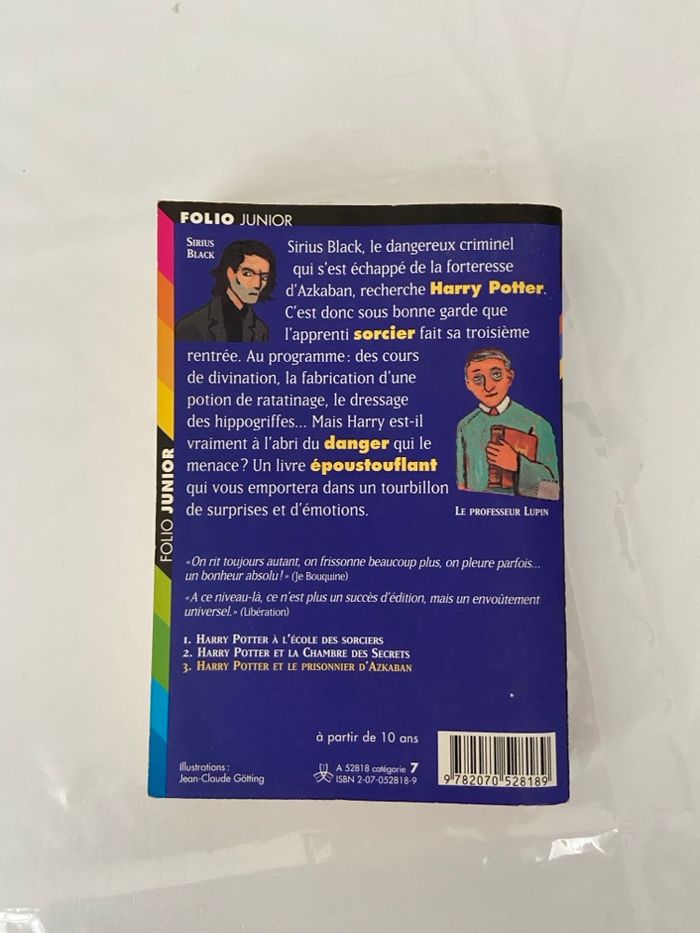 FOLIO JUNIOR
SIRIUS
BLACK
Sirius Black, le dangereux criminel
qui s'est échappé de la forteresse
d'Azkaban, recherche Harry Potter.
C'est donc sous bonne garde que
l'apprenti sorcier fait sa troisième
rentrée. Au programme : des cours
de divination, la fabrication d'une
potion de ratatinage, le dressage
des hippogriffes... Mais Harry est-il
vraiment à l'abri du danger qui le
menace ? Un livre époustouflant
qui vous emportera dans un tourbillon
de surprises et d'émotions.
LE PROFESSEUR LUPIN
FOLIO JUNIOR
«On rit toujours autant, on frissonne beaucoup plus, on pleure parfois...
un bonheur absolu !» (Je Bouquine)
«A ce niveau-là, ce n'est plus un succès d'édition, mais un envoûtement
universel.» (Libération)
1. HARRY POTTER À L'ÉCOLE DES SORCIERS
2. HARRY POTTER ET LA CHAMBRE DES SECRETS
3. HARRY POTTER ET LE PRISONNIER D'AZKABAN
à partir de 10 ans
Illustrations :
Jean-Claude Götting
A 52818 catégorie 7
ISBN 2-07-052818-9
9 782070 528189